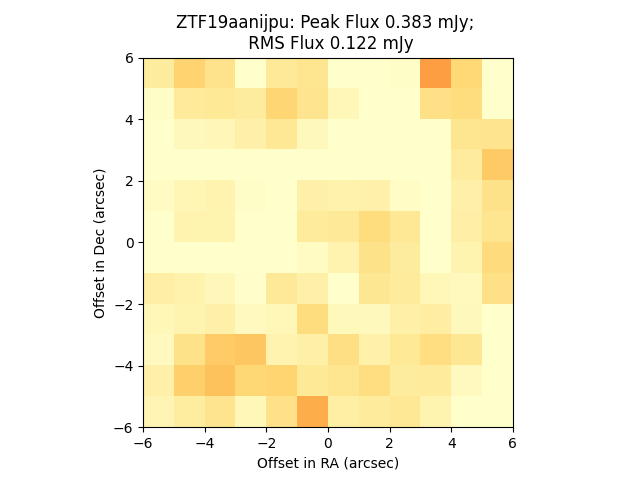 ZTF19aanijpu: Peak Flux 0.383 mJy;
RMS Flux 0.122 mJy
6
4
2
0
−2
−4
−6
Offset in Dec (arcsec)
−6 −4 −2 0 2 4 6
Offset in RA (arcsec)